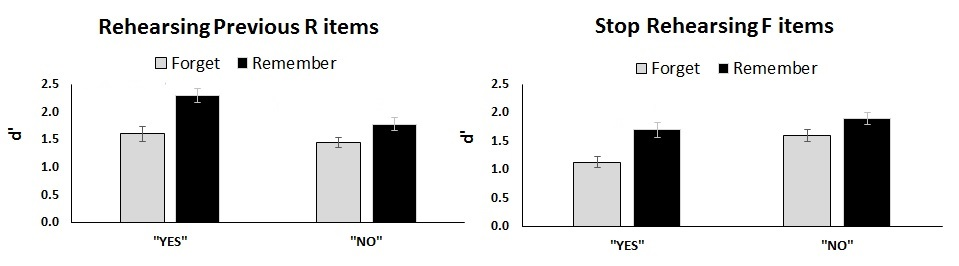 Rehearsing Previous R items
Forget Remember
2.5
2.0
1.5
1.0
0.5
0.0
d'
"YES" "NO"
Stop Rehearsing F items
Forget Remember
2.5
2.0
1.5
1.0
0.5
0.0
d'
"YES" "NO"